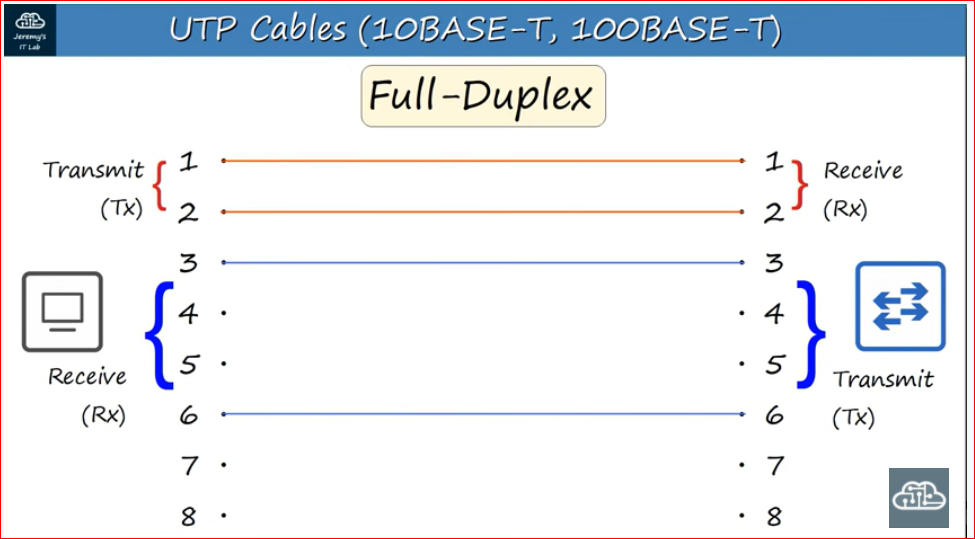 Jeremy's
IT Lab
UTP Cables (10BASE-T, 100BASE-T)
Full-Duplex
Transmit
(Tx)
1
1
Receive
(Rx)
2
2
3
3
4
4
5
5
Receive
(Rx)
Transmit
(Tx)
6
6
7
7
8
8